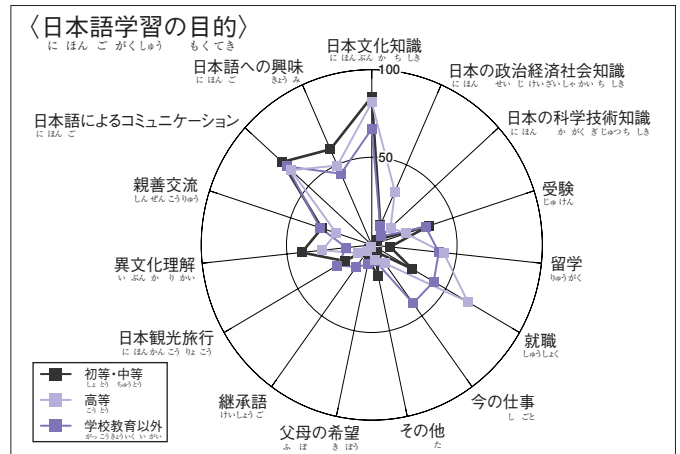 〈日本語学習の目的〉
にほんごがくしゅう もくてき
日本文化知識
にほんぶんかちしき
100
日本の政治経済社会知識
にほん せいじけいざいしゃかいちしき
日本の科学技術知識
にほん かがくぎじゅつちしき
受験
じゅけん
留学
りゅうがく
就職
しゅうしょく
今の仕事
しごと
その他
た
父母の希望
ふぼ きぼう
継承語
けいしょうご
日本観光旅行
にほんかんこうりょこう
異文化理解
いぶんかりかい
親善交流
しんぜんこうりゅう
日本語によるコミュニケーション
にほんご
日本語への興味
にほんご きょうみ
50
初等・中等
しょとう ちゅうとう
高等
こうとう
学校教育以外
がっこうきょういくいがい